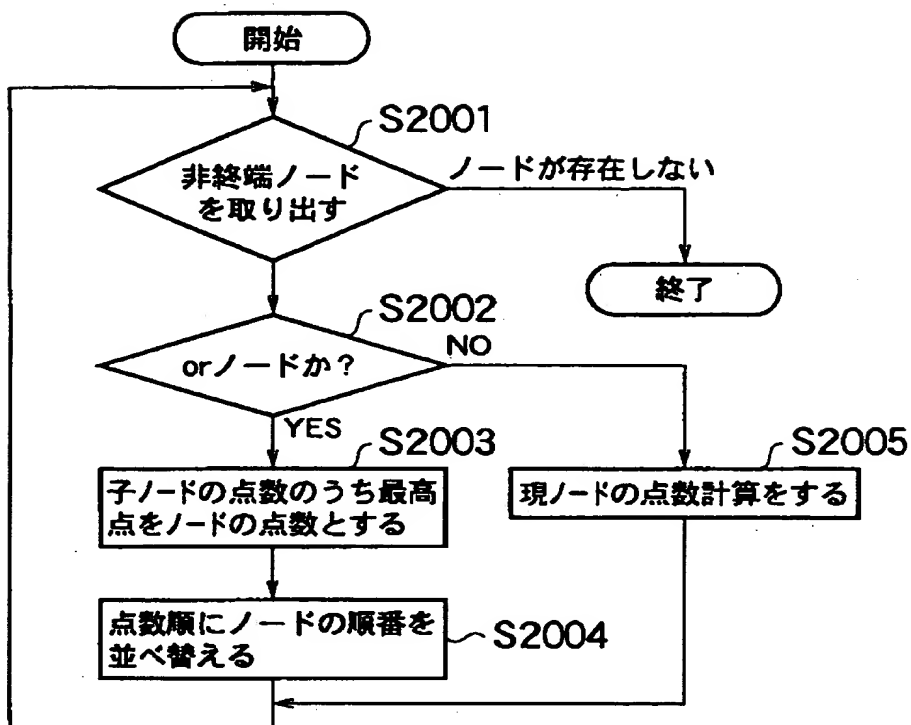 開始
S2001
非終端ノード
を取り出す
ノードが存在しない
終了
S2002
orノードか？
NO
YES
S2003
子ノードの点数のうち最高
点をノードの点数とする
S2005
現ノードの点数計算をする
点数順にノードの順番を
並べ替える
S2004